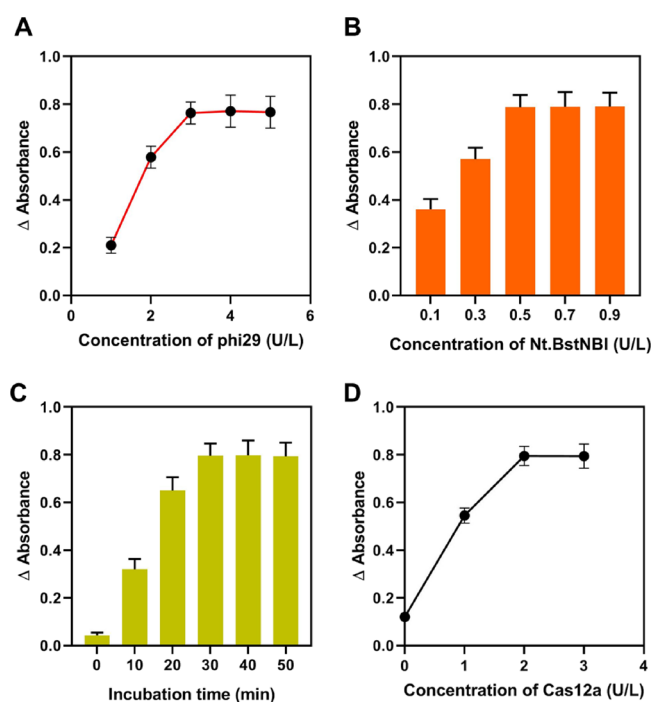 A
Δ Absorbance
1.0
0.8
0.6
0.4
0.2
0.0
0 2 4 6
Concentration of phi29 (U/L)
B
Δ Absorbance
1.0
0.8
0.6
0.4
0.2
0.0
0.1 0.3 0.5 0.7 0.9
Concentration of Nt.BstNBI (U/L)
C
Δ Absorbance
1.0
0.8
0.6
0.4
0.2
0.0
0 10 20 30 40 50
Incubation time (min)
D
Δ Absorbance
1.0
0.8
0.6
0.4
0.2
0.0
0 1 2 3 4
Concentration of Cas12a (U/L)